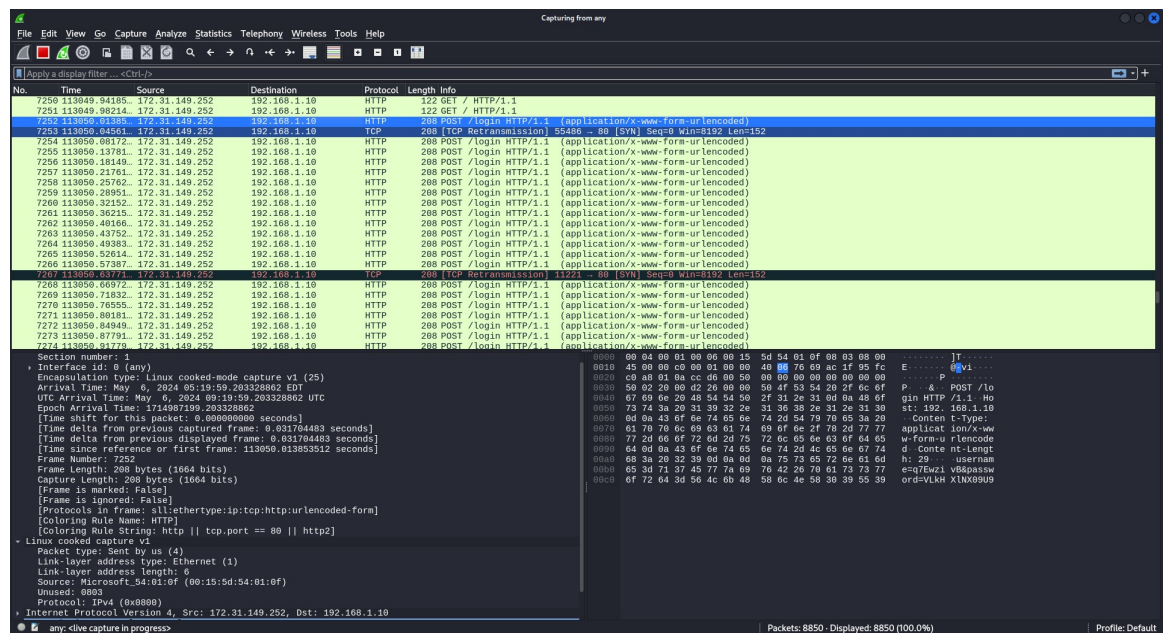 Capturing from any
File Edit View Go Capture Analyze Statistics Telephony Wireless Tools Help
Apply a display filter ... <Ctrl-/>
No. Time Source Destination Protocol Length Info
7250 113049.94185… 172.31.149.252 192.168.1.10 HTTP 122 GET / HTTP/1.1
7251 113049.98214… 172.31.149.252 192.168.1.10 HTTP 122 GET / HTTP/1.1
7252 113050.01385… 172.31.149.252 192.168.1.10 HTTP 208 POST /login HTTP/1.1 (application/x-www-form-urlencoded)
7253 113050.04561… 172.31.149.252 192.168.1.10 TCP 208 [TCP Retransmission] 55486 → 80 [SYN] Seq=0 Win=8192 Len=152
7254 113050.08172… 172.31.149.252 192.168.1.10 HTTP 208 POST /login HTTP/1.1 (application/x-www-form-urlencoded)
7255 113050.13781… 172.31.149.252 192.168.1.10 HTTP 208 POST /login HTTP/1.1 (application/x-www-form-urlencoded)
7256 113050.18149… 172.31.149.252 192.168.1.10 HTTP 208 POST /login HTTP/1.1 (application/x-www-form-urlencoded)
7257 113050.21761… 172.31.149.252 192.168.1.10 HTTP 208 POST /login HTTP/1.1 (application/x-www-form-urlencoded)
7258 113050.25762… 172.31.149.252 192.168.1.10 HTTP 208 POST /login HTTP/1.1 (application/x-www-form-urlencoded)
7259 113050.28951… 172.31.149.252 192.168.1.10 HTTP 208 POST /login HTTP/1.1 (application/x-www-form-urlencoded)
7260 113050.32152… 172.31.149.252 192.168.1.10 HTTP 208 POST /login HTTP/1.1 (application/x-www-form-urlencoded)
7261 113050.36215… 172.31.149.252 192.168.1.10 HTTP 208 POST /login HTTP/1.1 (application/x-www-form-urlencoded)
7262 113050.40166… 172.31.149.252 192.168.1.10 HTTP 208 POST /login HTTP/1.1 (application/x-www-form-urlencoded)
7263 113050.43752… 172.31.149.252 192.168.1.10 HTTP 208 POST /login HTTP/1.1 (application/x-www-form-urlencoded)
7264 113050.49383… 172.31.149.252 192.168.1.10 HTTP 208 POST /login HTTP/1.1 (application/x-www-form-urlencoded)
7265 113050.52614… 172.31.149.252 192.168.1.10 HTTP 208 POST /login HTTP/1.1 (application/x-www-form-urlencoded)
7266 113050.57387… 172.31.149.252 192.168.1.10 HTTP 208 POST /login HTTP/1.1 (application/x-www-form-urlencoded)
7267 113050.63771… 172.31.149.252 192.168.1.10 TCP 208 [TCP Retransmission] 11221 → 80 [SYN] Seq=0 Win=8192 Len=152
7268 113050.66972… 172.31.149.252 192.168.1.10 HTTP 208 POST /login HTTP/1.1 (application/x-www-form-urlencoded)
7269 113050.71832… 172.31.149.252 192.168.1.10 HTTP 208 POST /login HTTP/1.1 (application/x-www-form-urlencoded)
7270 113050.76555… 172.31.149.252 192.168.1.10 HTTP 208 POST /login HTTP/1.1 (application/x-www-form-urlencoded)
7271 113050.80181… 172.31.149.252 192.168.1.10 HTTP 208 POST /login HTTP/1.1 (application/x-www-form-urlencoded)
7272 113050.84949… 172.31.149.252 192.168.1.10 HTTP 208 POST /login HTTP/1.1 (application/x-www-form-urlencoded)
7273 113050.87791… 172.31.149.252 192.168.1.10 HTTP 208 POST /login HTTP/1.1 (application/x-www-form-urlencoded)
7274 113050.91779… 172.31.149.252 192.168.1.10 HTTP 208 POST /login HTTP/1.1 (application/x-www-form-urlencoded)
Section number: 1
Interface id: 0 (any)
Encapsulation type: Linux cooked-mode capture v1 (25)
Arrival Time: May 6, 2024 05:19:59.203328862 EDT
UTC Arrival Time: May 6, 2024 09:19:59.203328862 UTC
Epoch Arrival Time: 1714987199.203328862
[Time shift for this packet: 0.000000000 seconds]
[Time delta from previous captured frame: 0.031704483 seconds]
[Time delta from previous displayed frame: 0.031704483 seconds]
[Time since reference or first frame: 113050.013853512 seconds]
Frame Number: 7252
Frame Length: 208 bytes (1664 bits)
Capture Length: 208 bytes (1664 bits)
[Frame is marked: False]
[Frame is ignored: False]
[Protocols in frame: sll:ethertype:ip:tcp:http:urlencoded-form]
[Coloring Rule Name: HTTP]
[Coloring Rule String: http || tcp.port == 80 || http2]
Linux cooked capture v1
Packet type: Sent by us (4)
Link-layer address type: Ethernet (1)
Link-layer address length: 6
Source: Microsoft_54:01:0f (00:15:5d:54:01:0f)
Unused: 0803
Protocol: IPv4 (0x0800)
Internet Protocol Version 4, Src: 172.31.149.252, Dst: 192.168.1.10
0000 00 04 00 01 00 06 00 15 5d 54 01 0f 08 03 08 00 ········ ]T······
0010 45 00 00 c0 00 01 00 00 40 06 76 69 ac 1f 95 fc E······· @·vi····
0020 c0 a8 01 0a cc d6 00 50 00 00 00 00 00 00 00 00 ·······P ········
0030 50 02 20 00 d2 26 00 00 50 4f 53 54 20 2f 6c 6f P· ··&·· POST /lo
0040 67 69 6e 20 48 54 54 50 2f 31 2e 31 0d 0a 48 6f gin HTTP /1.1··Ho
0050 73 74 3a 20 31 39 32 2e 31 36 38 2e 31 2e 31 30 st: 192. 168.1.10
0060 0d 0a 43 6f 6e 74 65 6e 74 2d 54 79 70 65 3a 20 ··Conten t-Type:
0070 61 70 70 6c 69 63 61 74 69 6f 6e 2f 78 2d 77 77 applicat ion/x-ww
0080 77 2d 66 6f 72 6d 2d 75 72 6c 65 6e 63 6f 64 65 w-form-u rlencode
0090 64 0d 0a 43 6f 6e 74 65 6e 74 2d 4c 65 6e 67 74 d··Conte nt-Lengt
00a0 68 3a 20 32 39 0d 0a 0d 0a 75 73 65 72 6e 61 6d h: 29··· ·usernam
00b0 65 3d 71 37 45 77 7a 69 76 42 26 70 61 73 73 77 e=q7Ewzi vB&passw
00c0 6f 72 64 3d 56 4c 6b 48 58 6c 4e 58 30 39 55 39 ord=VLkH XlNX09U9
any: <live capture in progress>
Packets: 8850 · Displayed: 8850 (100.0%)
Profile: Default